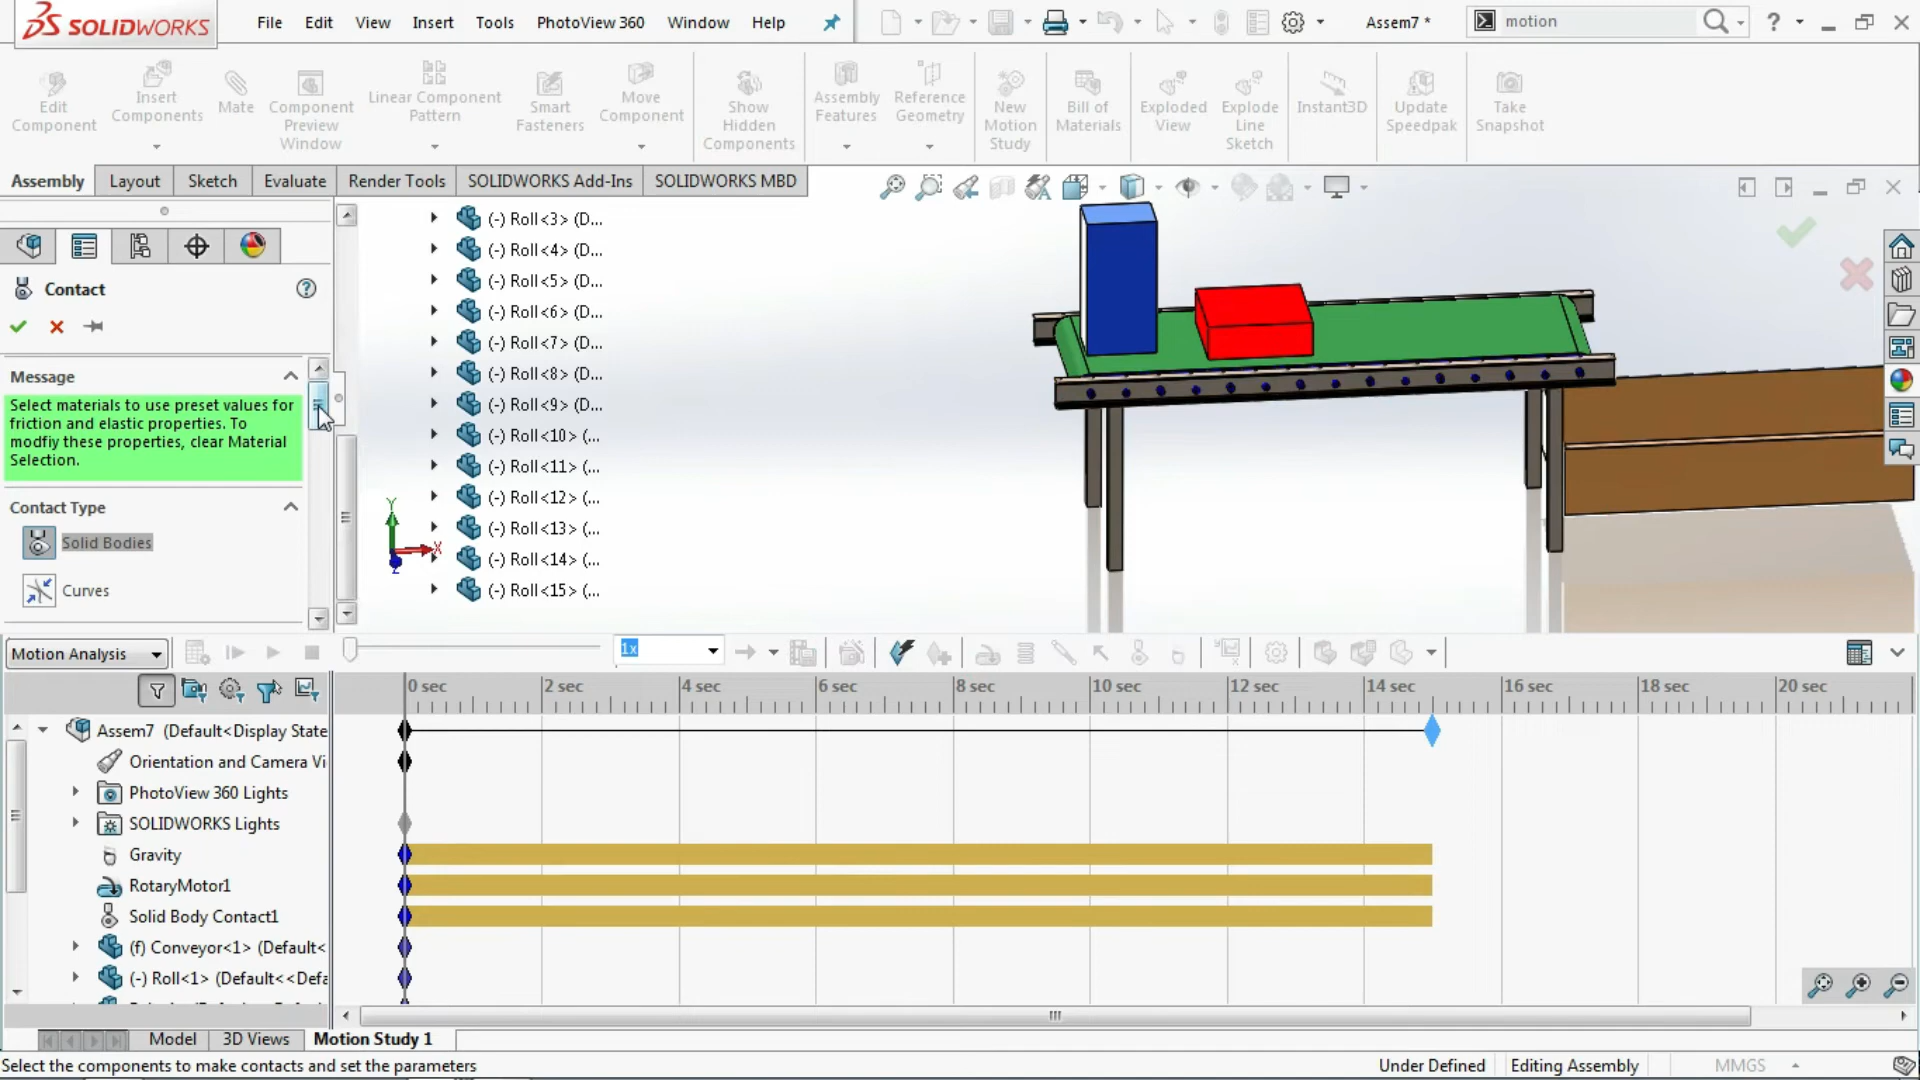 SOLIDWORKS
File Edit View Insert Tools PhotoView 360 Window Help
Assem7 *
motion
Edit Component
Insert Components
Mate
Component Preview Window
Linear Component Pattern
Smart Fasteners
Move Component
Show Hidden Components
Assembly Features
Reference Geometry
New Motion Study
Bill of Materials
Exploded View
Explode Line Sketch
Instant3D
Update Speedpak
Take Snapshot
Assembly Layout Sketch Evaluate Render Tools SOLIDWORKS Add-Ins SOLIDWORKS MBD
Contact
Message
Select materials to use preset values for
friction and elastic properties. To
modfiy these properties, clear Material
Selection.
Contact Type
Solid Bodies
Curves
(-) Roll<3> (D...
(-) Roll<4> (D...
(-) Roll<5> (D...
(-) Roll<6> (D...
(-) Roll<7> (D...
(-) Roll<8> (D...
(-) Roll<9> (D...
(-) Roll<10> (...
(-) Roll<11> (...
(-) Roll<12> (...
(-) Roll<13> (...
(-) Roll<14> (...
(-) Roll<15> (...
Y
X
Z
Motion Analysis
1x
0 sec 2 sec 4 sec 6 sec 8 sec 10 sec 12 sec 14 sec 16 sec 18 sec 20 sec
Assem7 (Default<Display State
Orientation and Camera Vi
PhotoView 360 Lights
SOLIDWORKS Lights
Gravity
RotaryMotor1
Solid Body Contact1
(f) Conveyor<1> (Default<
(-) Roll<1> (Default<<Defa
Model 3D Views Motion Study 1
Select the components to make contacts and set the parameters
Under Defined Editing Assembly MMGS